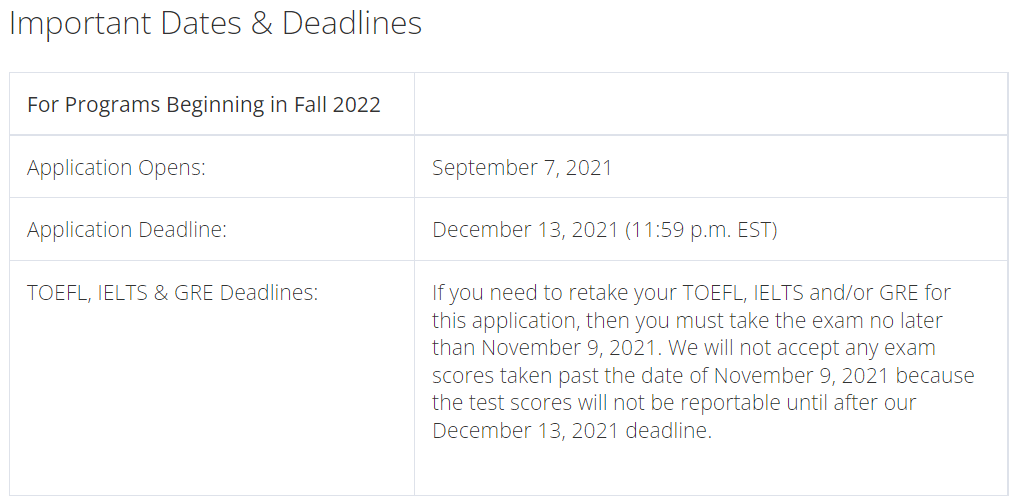 Important Dates & Deadlines
For Programs Beginning in Fall 2022
Application Opens:
September 7, 2021
Application Deadline:
December 13, 2021 (11:59 p.m. EST)
TOEFL, IELTS & GRE Deadlines:
If you need to retake your TOEFL, IELTS and/or GRE for
this application, then you must take the exam no later
than November 9, 2021. We will not accept any exam
scores taken past the date of November 9, 2021 because
the test scores will not be reportable until after our
December 13, 2021 deadline.